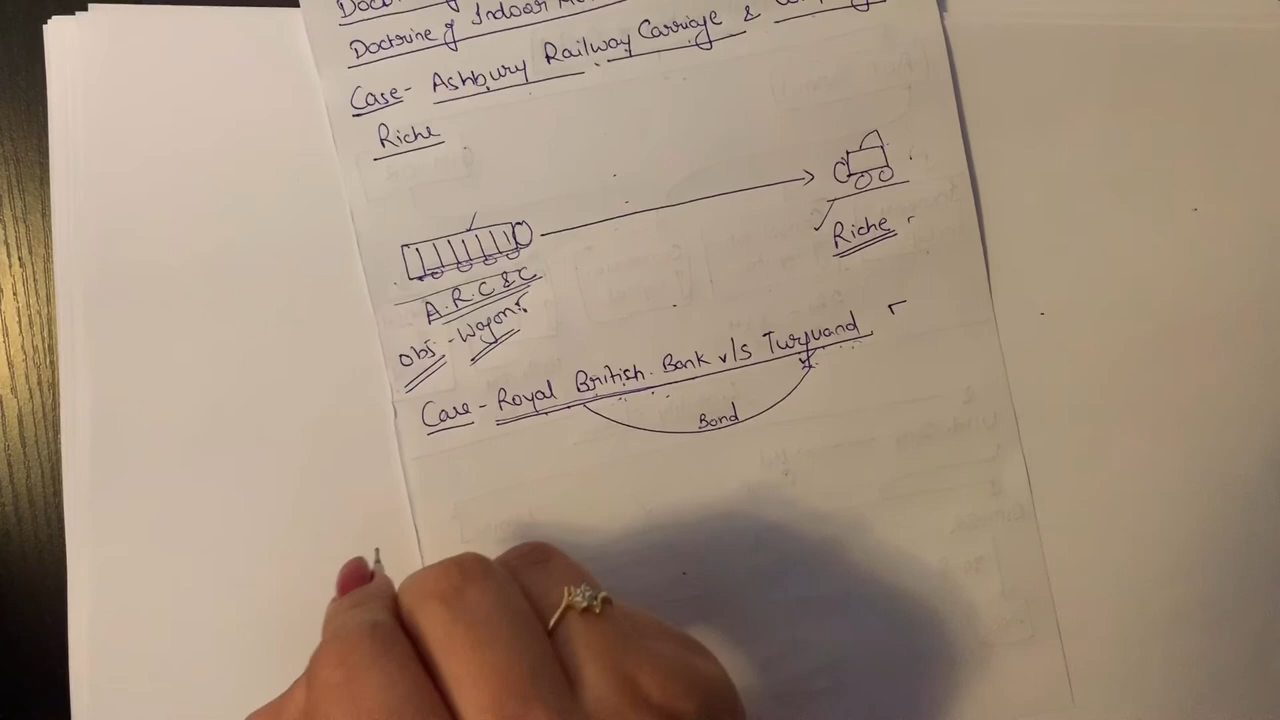 Doctrine of Indoor
Case- Ashbury Railway Carriage &
Riche
Riche
A.R.C & C
Obj - Wagons
Case - Royal British Bank v/s Turquand
Bond